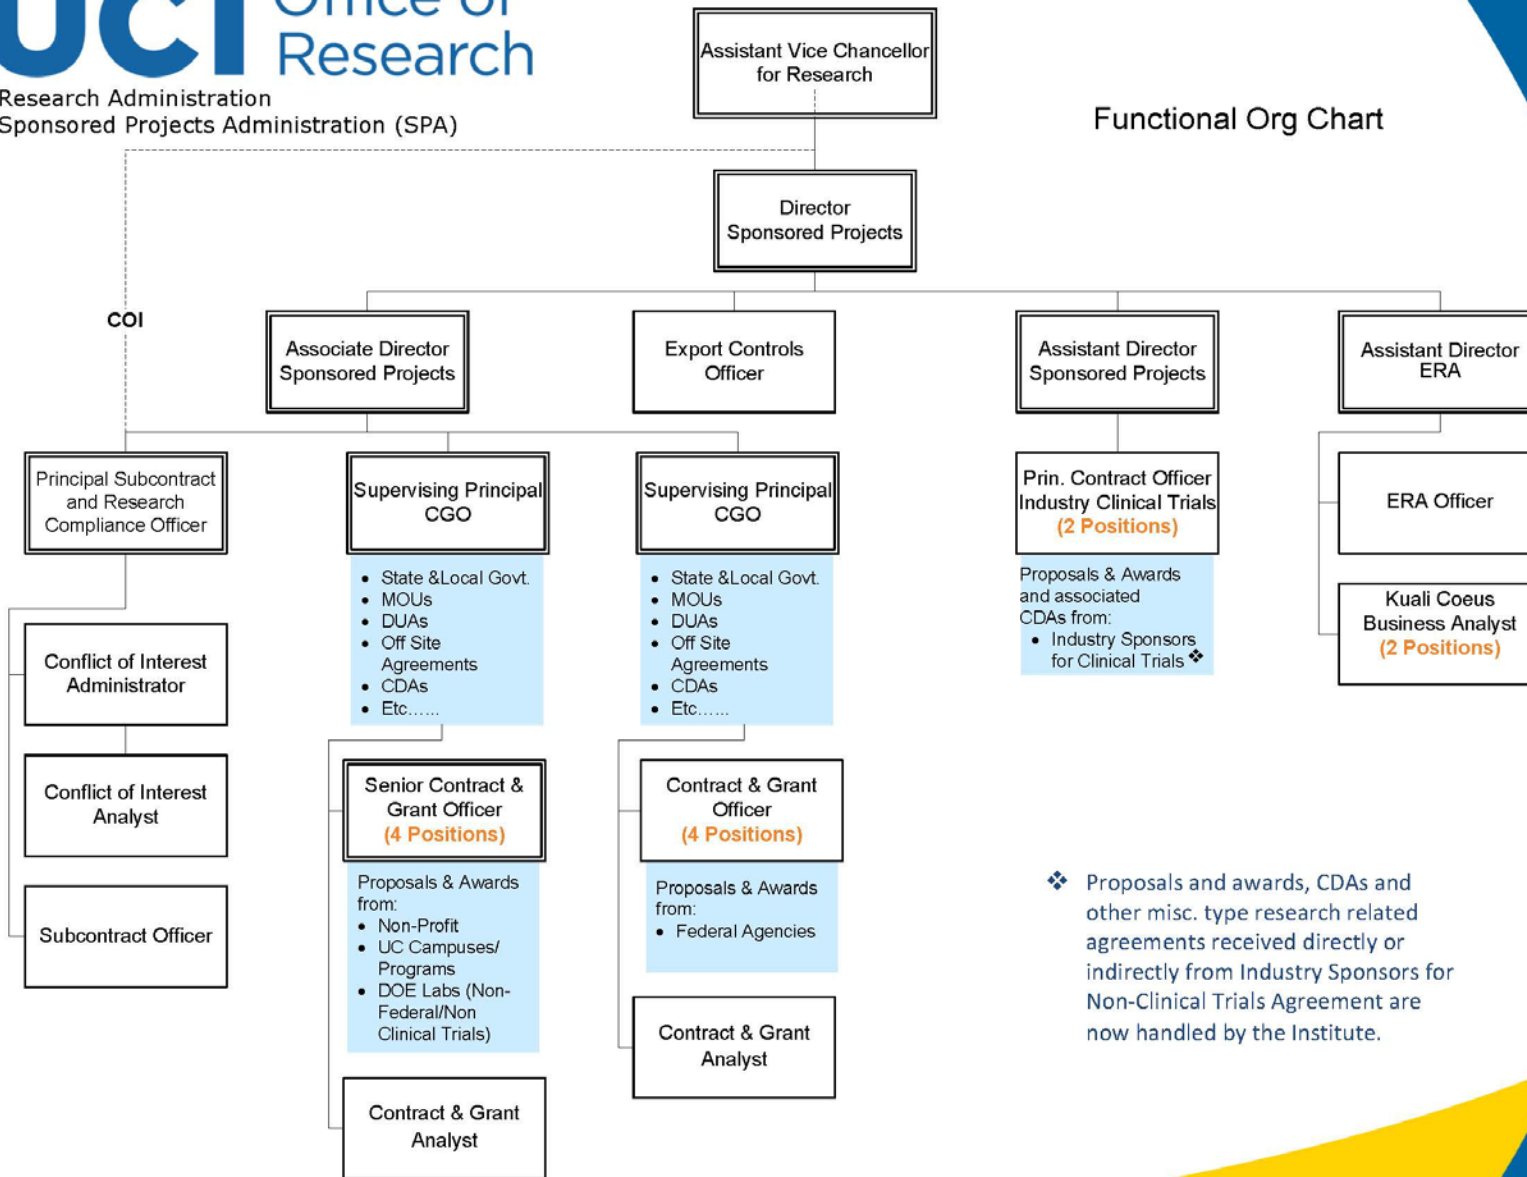 UCI Office of
Research
Research Administration
Sponsored Projects Administration (SPA)
Functional Org Chart
Assistant Vice Chancellor
for Research
Director
Sponsored Projects
COI
Associate Director
Sponsored Projects
Export Controls
Officer
Assistant Director
Sponsored Projects
Assistant Director
ERA
Principal Subcontract
and Research
Compliance Officer
Supervising Principal
CGO
Supervising Principal
CGO
Prin. Contract Officer
Industry Clinical Trials
(2 Positions)
ERA Officer
• State &Local Govt.
• MOUs
• DUAs
• Off Site
Agreements
• CDAs
• Etc......
• State &Local Govt.
• MOUs
• DUAs
• Off Site
Agreements
• CDAs
• Etc......
Proposals & Awards
and associated
CDAs from:
• Industry Sponsors
for Clinical Trials ❖
Kuali Coeus
Business Analyst
(2 Positions)
Conflict of Interest
Administrator
Conflict of Interest
Analyst
Subcontract Officer
Senior Contract &
Grant Officer
(4 Positions)
Proposals & Awards
from:
• Non-Profit
• UC Campuses/
Programs
• DOE Labs (Non-
Federal/Non
Clinical Trials)
Contract & Grant
Analyst
Contract & Grant
Officer
(4 Positions)
Proposals & Awards
from:
• Federal Agencies
Contract & Grant
Analyst
❖ Proposals and awards, CDAs and
other misc. type research related
agreements received directly or
indirectly from Industry Sponsors for
Non-Clinical Trials Agreement are
now handled by the Institute.